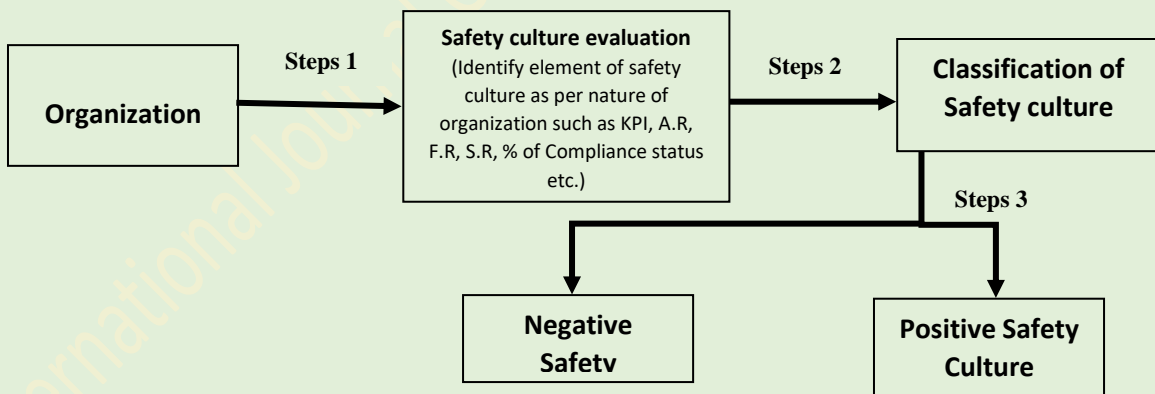 Steps 1
Organization
Safety culture evaluation
(Identify element of safety
culture as per nature of
organization such as KPI, A.R,
F.R, S.R, % of Compliance status
etc.)
Steps 2
Classification of
Safety culture
Steps 3
Negative
Safety
Positive Safety
Culture